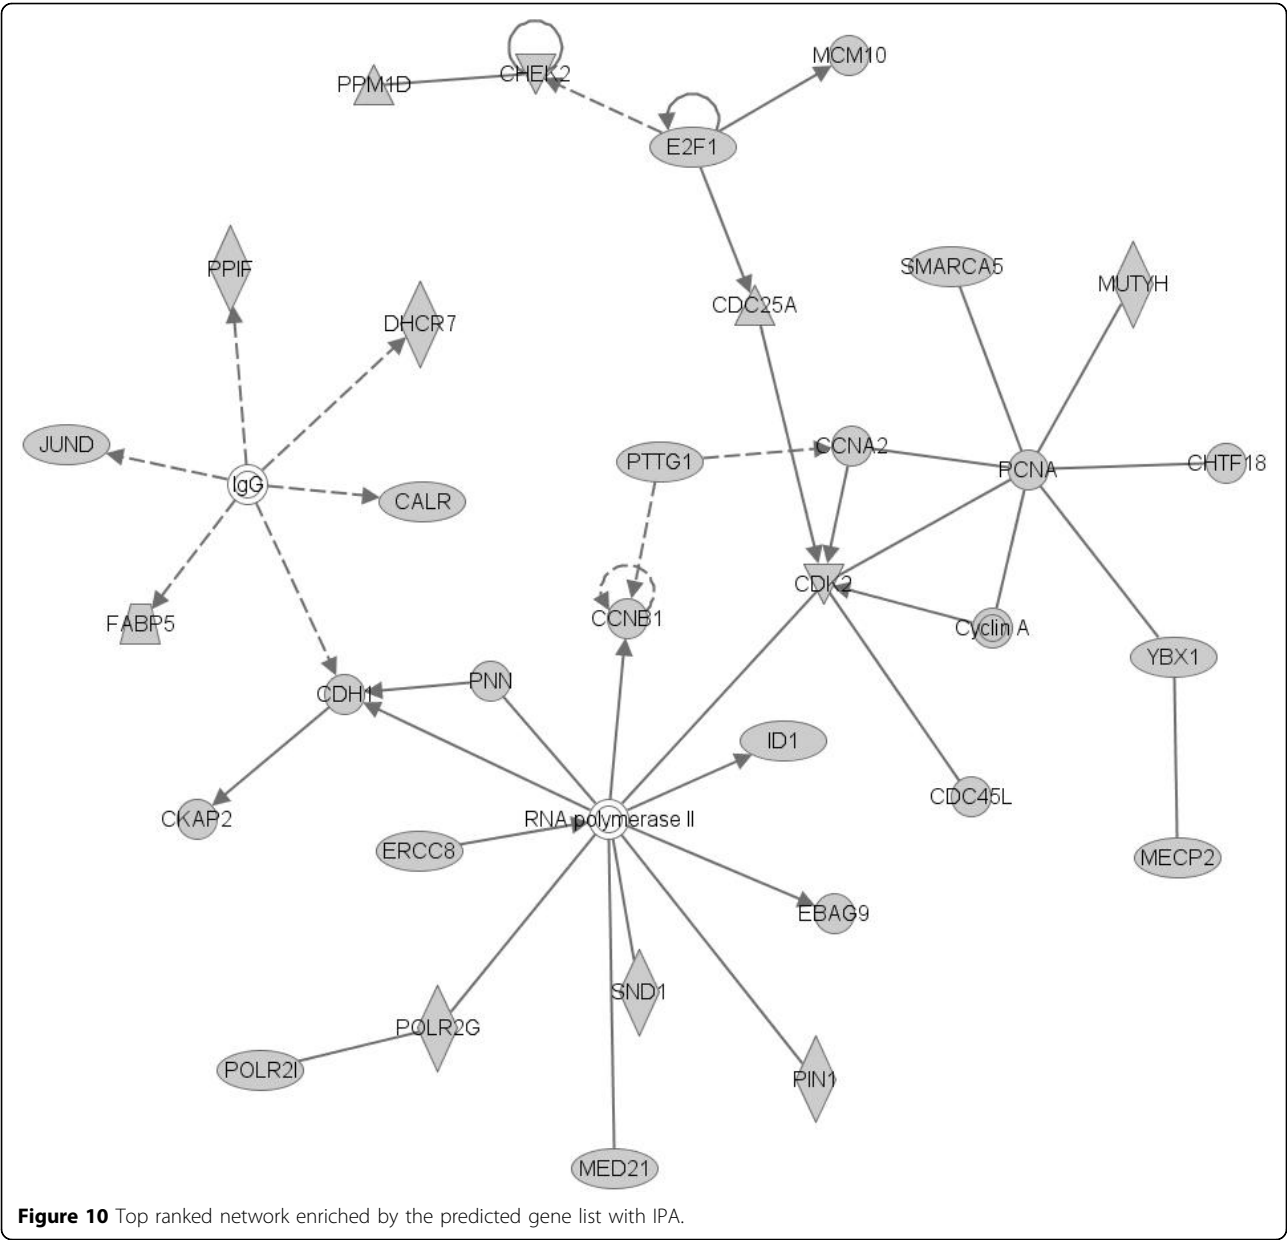 MCM10
CHEK2
PPM1D
E2F1
PPIF
SMARCA5
MUTYH
CDC25A
DHCR7
JUND
CCNA2
PTTG1
CHTF18
PCNA
IgG
CALR
CDK2
CCNB1
FABP5
Cyclin A
YBX1
PNN
CDH1
ID1
CDC45L
CKAP2
RNA polymerase II
ERCC8
MECP2
EBAG9
SND1
POLR2G
POLR2I
PIN1
MED21
Figure 10 Top ranked network enriched by the predicted gene list with IPA.